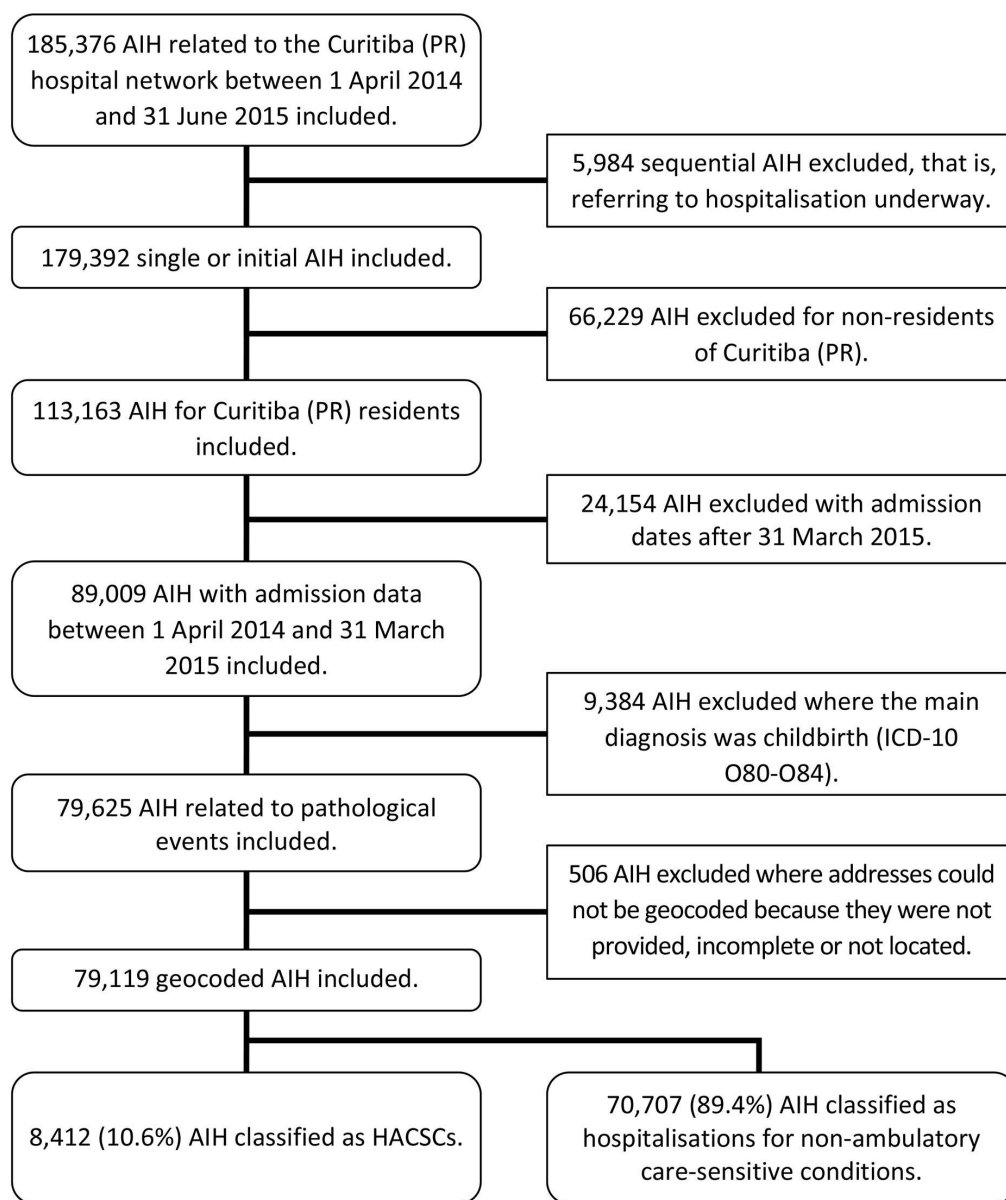 185,376 AIH related to the Curitiba (PR)
hospital network between 1 April 2014
and 31 June 2015 included.
5,984 sequential AIH excluded, that is,
referring to hospitalisation underway.
179,392 single or initial AIH included.
66,229 AIH excluded for non-residents
of Curitiba (PR).
113,163 AIH for Curitiba (PR) residents
included.
24,154 AIH excluded with admission
dates after 31 March 2015.
89,009 AIH with admission data
between 1 April 2014 and 31 March
2015 included.
9,384 AIH excluded where the main
diagnosis was childbirth (ICD-10
O80-O84).
79,625 AIH related to pathological
events included.
506 AIH excluded where addresses could
not be geocoded because they were not
provided, incomplete or not located.
79,119 geocoded AIH included.
8,412 (10.6%) AIH classified as HACSCs.
70,707 (89.4%) AIH classified as
hospitalisations for non-ambulatory
care-sensitive conditions.